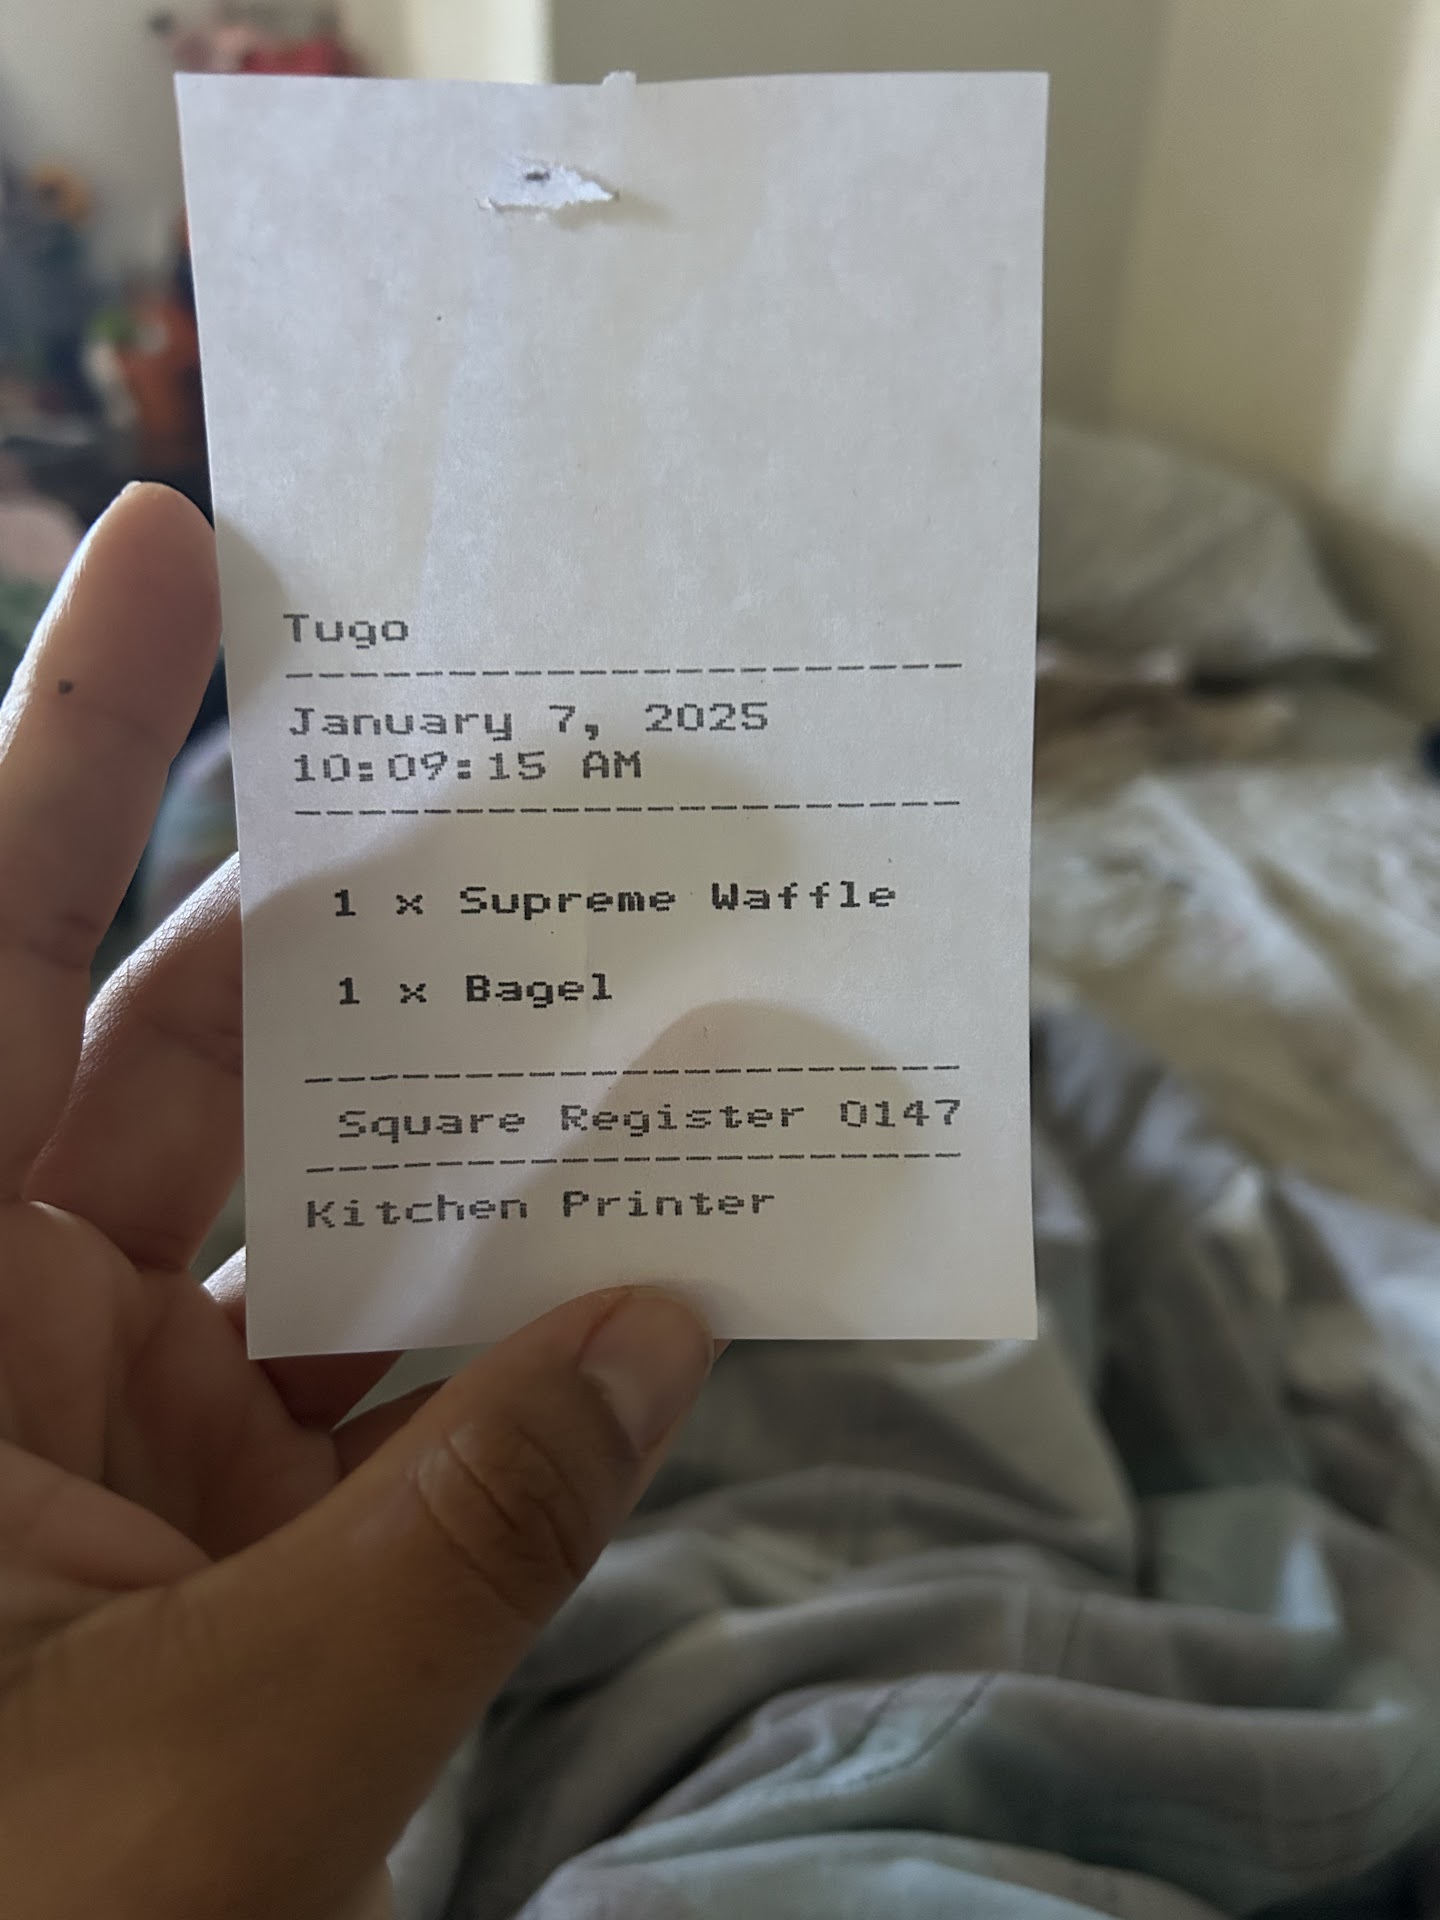 Tugo
--------------------- 
January 7, 2025
10:09:15 AM
---------------------
1 x Supreme Waffle
1 x Bagel
---------------------
Square Register 0147
---------------------
Kitchen Printer